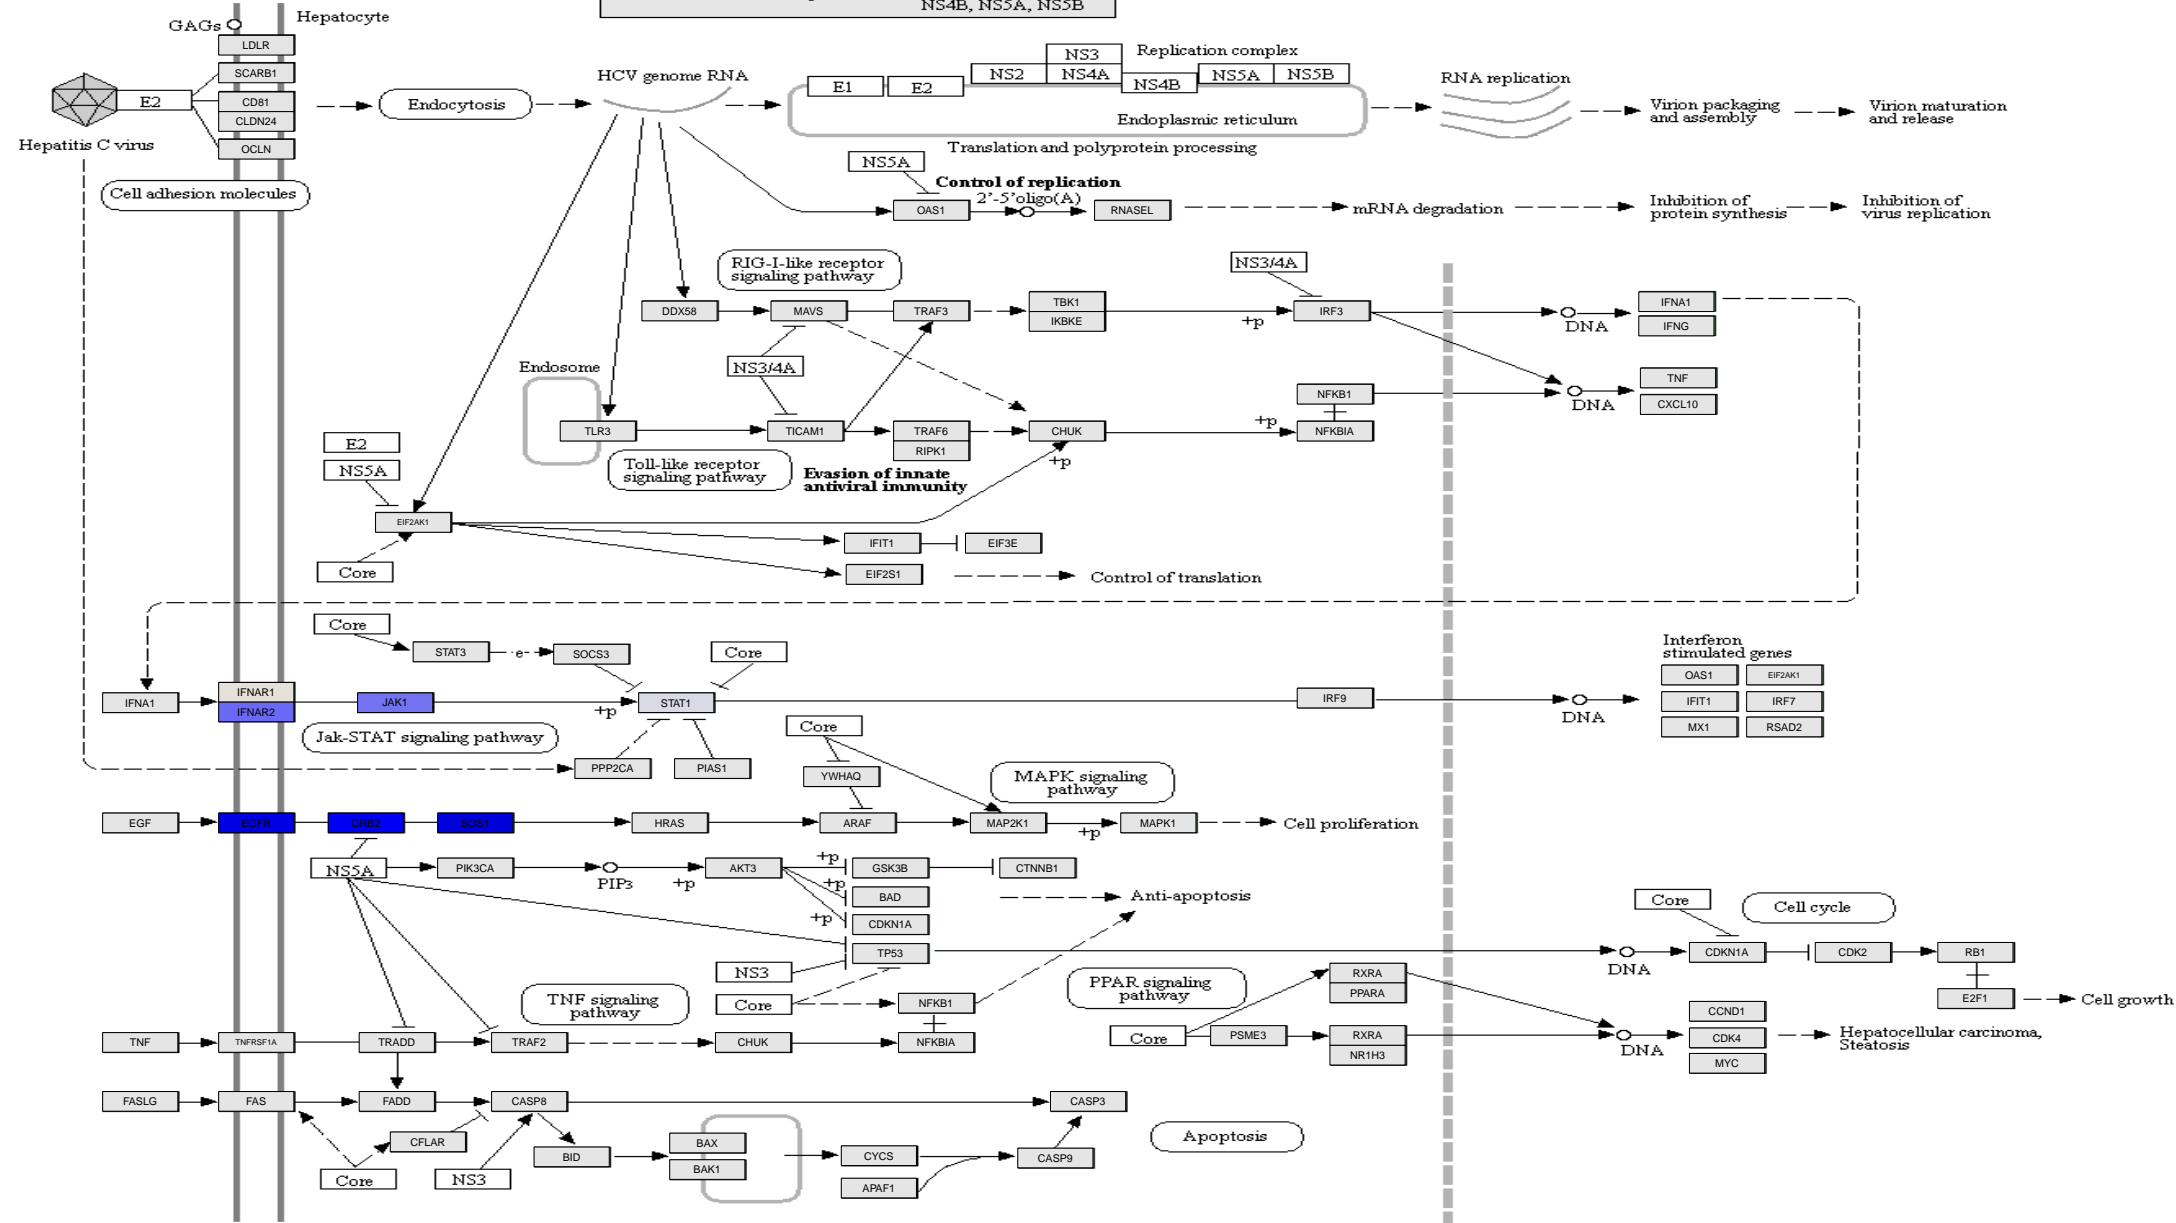 NS4B, NS5A, NS5B
GAGs
Hepatocyte
LDLR
SCARB1
E2
CD81
CLDN24
OCLN
Hepatitis C virus
Cell adhesion molecules
Endocytosis
HCV genome RNA
E1
E2
NS2
NS3
NS4A
NS4B
NS5A
NS5B
Replication complex
Endoplasmic reticulum
Translation and polyprotein processing
RNA replication
Virion packaging
and assembly
Virion maturation
and release
NS5A
Control of replication
2'-5'oligo(A)
OAS1
RNASEL
mRNA degradation
Inhibition of
protein synthesis
Inhibition of
virus replication
RIG-I-like receptor
signaling pathway
NS3/4A
DDX58
MAVS
TRAF3
TBK1
IKBKE
+p
IRF3
DNA
IFNA1
IFNG
Endosome
NS3/4A
NFKB1
DNA
TNF
CXCL10
TLR3
TICAM1
TRAF6
RIPK1
CHUK
+p
+p
NFKBIA
E2
NS5A
Toll-like receptor
signaling pathway
Evasion of innate
antiviral immunity
EIF2AK1
Core
IFIT1
EIF3E
EIF2S1
Control of translation
Core
STAT3
e
SOCS3
Core
Interferon
stimulated genes
OAS1
EIF2AK1
IFIT1
IRF7
MX1
RSAD2
IFNA1
IFNAR1
IFNAR2
JAK1
+p
STAT1
IRF9
DNA
Jak-STAT signaling pathway
PPP2CA
PIAS1
Core
YWHAQ
MAPK signaling
pathway
EGF
EGFR
GRB2
SOS1
HRAS
ARAF
MAP2K1
+p
MAPK1
Cell proliferation
NS5A
PIK3CA
PIP3
+p
AKT3
+p
+p
+p
GSK3B
CTNNB1
BAD
CDKN1A
TP53
Anti-apoptosis
Core
Cell cycle
DNA
CDKN1A
CDK2
RB1
E2F1
Cell growth
NS3
Core
NFKB1
TNF signaling
pathway
PPAR signaling
pathway
RXRA
PPARA
TNF
TNFRSF1A
TRADD
TRAF2
CHUK
NFKBIA
Core
PSME3
RXRA
NR1H3
DNA
CCND1
CDK4
MYC
Hepatocellular carcinoma,
Steatosis
FASLG
FAS
FADD
CASP8
CASP3
CFLAR
Core
NS3
BID
BAX
BAK1
CYCS
APAF1
CASP9
Apoptosis